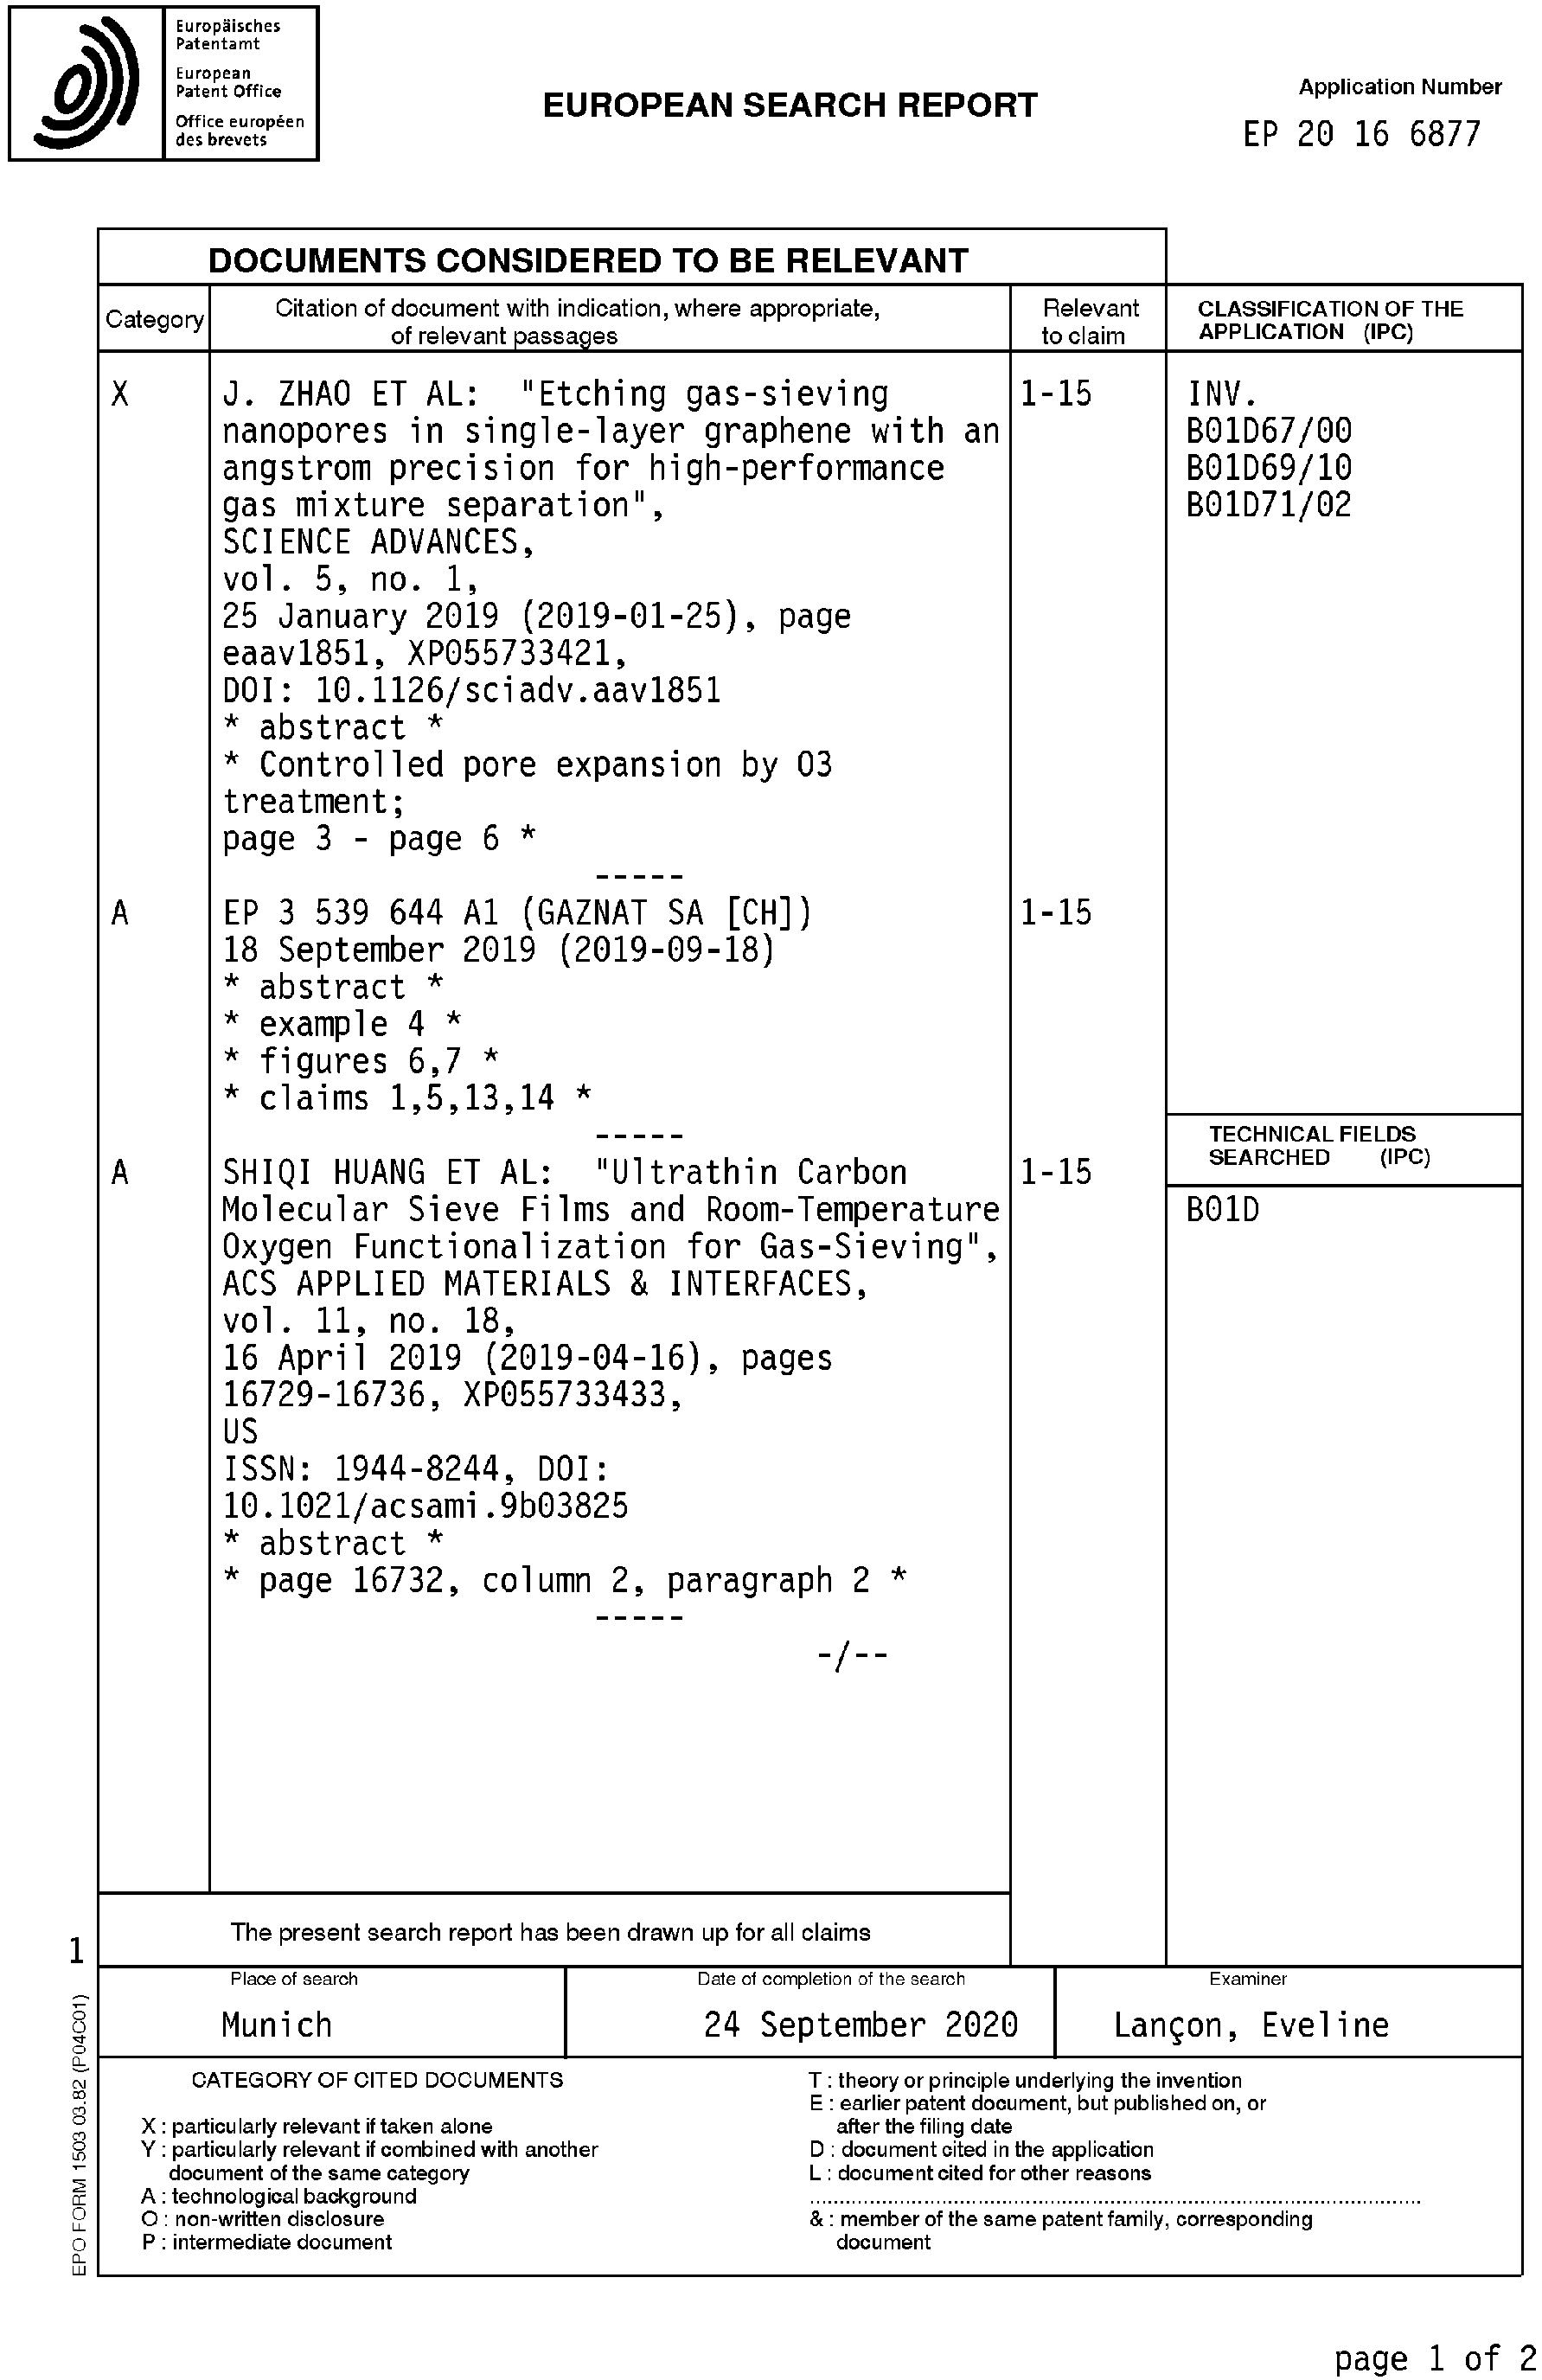 Europäisches
Patentamt
European
Patent Office
Office européen
des brevets
EUROPEAN SEARCH REPORT
Application Number
EP 20 16 6877
DOCUMENTS CONSIDERED TO BE RELEVANT
Category
Citation of document with indication, where appropriate,
of relevant passages
Relevant
to claim
CLASSIFICATION OF THE
APPLICATION (IPC)
X
J. ZHAO ET AL: "Etching gas-sieving
nanopores in single-layer graphene with an
angstrom precision for high-performance
gas mixture separation",
SCIENCE ADVANCES,
vol. 5, no. 1,
25 January 2019 (2019-01-25), page
eaav1851, XP055733421,
DOI: 10.1126/sciadv.aav1851
* abstract *
* Controlled pore expansion by O3
treatment;
page 3 - page 6 *
-----
1-15
INV.
B01D67/00
B01D69/10
B01D71/02
A
EP 3 539 644 A1 (GAZNAT SA [CH])
18 September 2019 (2019-09-18)
* abstract *
* example 4 *
* figures 6,7 *
* claims 1,5,13,14 *
-----
1-15
A
SHIQI HUANG ET AL: "Ultrathin Carbon
Molecular Sieve Films and Room-Temperature
Oxygen Functionalization for Gas-Sieving",
ACS APPLIED MATERIALS & INTERFACES,
vol. 11, no. 18,
16 April 2019 (2019-04-16), pages
16729-16736, XP055733433,
US
ISSN: 1944-8244, DOI:
10.1021/acsami.9b03825
* abstract *
* page 16732, column 2, paragraph 2 *
-----
-/--
1-15
TECHNICAL FIELDS
SEARCHED (IPC)
B01D
The present search report has been drawn up for all claims
1
Place of search
Munich
Date of completion of the search
24 September 2020
Examiner
Lançon, Eveline
CATEGORY OF CITED DOCUMENTS
X : particularly relevant if taken alone
Y : particularly relevant if combined with another
document of the same category
A : technological background
O : non-written disclosure
P : intermediate document
T : theory or principle underlying the invention
E : earlier patent document, but published on, or
after the filing date
D : document cited in the application
L : document cited for other reasons
& : member of the same patent family, corresponding
document
EPO FORM 1503 03.82 (P04C01)
page 1 of 2